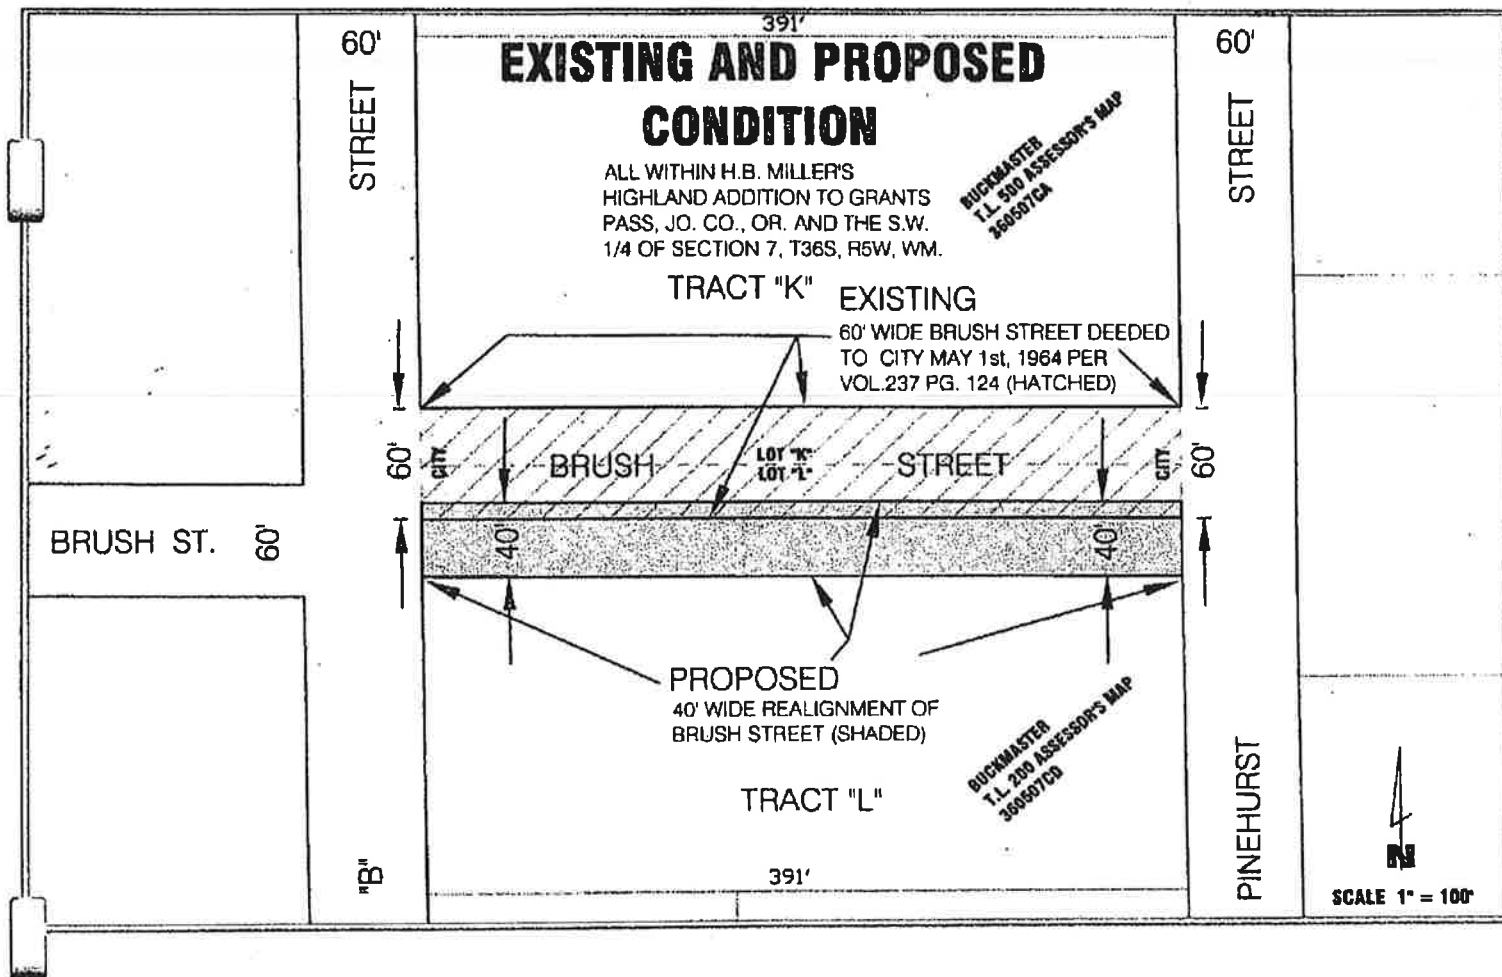 391'
60'
STREET
EXISTING AND PROPOSED
CONDITION
60'
STREET
ALL WITHIN H.B. MILLER'S
HIGHLAND ADDITION TO GRANTS
PASS, JO. CO., OR. AND THE S.W.
1/4 OF SECTION 7, T36S, R5W, WM.
BUCKMASTER
T.L. 500 ASSESSOR'S MAP
360507CA
TRACT "K"
EXISTING
60' WIDE BRUSH STREET DEEDED
TO CITY MAY 1st, 1964 PER
VOL.237 PG. 124 (HATCHED)
60'
CITY
BRUSH
LOT "K"
LOT "L"
STREET
CITY
60'
BRUSH ST. 60'
40'
40'
PROPOSED
40' WIDE REALIGNMENT OF
BRUSH STREET (SHADED)
BUCKMASTER
T.L. 200 ASSESSOR'S MAP
360507CD
TRACT "L"
"B"
391'
PINEHURST
N
SCALE 1" = 100'